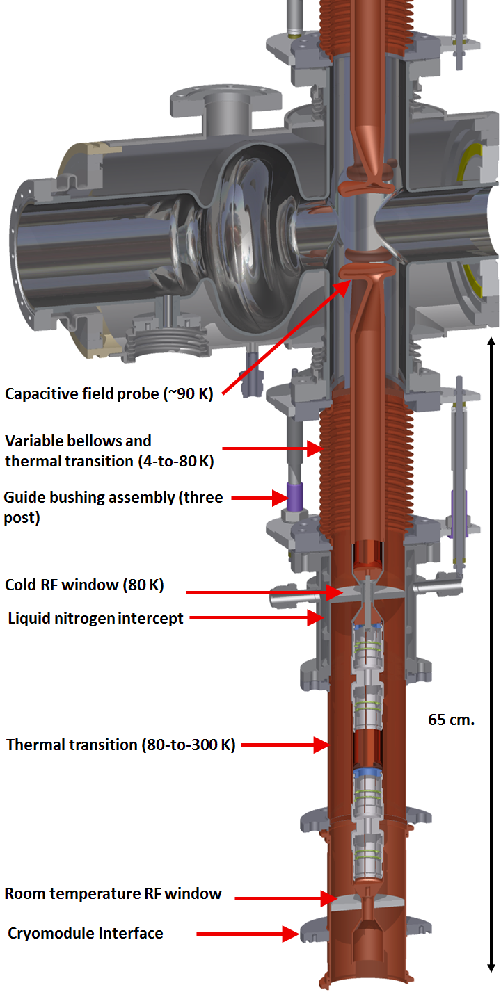 Capacitive field probe (~90 K)
Variable bellows and
thermal transition (4-to-80 K)
Guide bushing assembly (three
post)
Cold RF window (80 K)
Liquid nitrogen intercept
65 cm.
Thermal transition (80-to-300 K)
Room temperature RF window
Cryomodule Interface